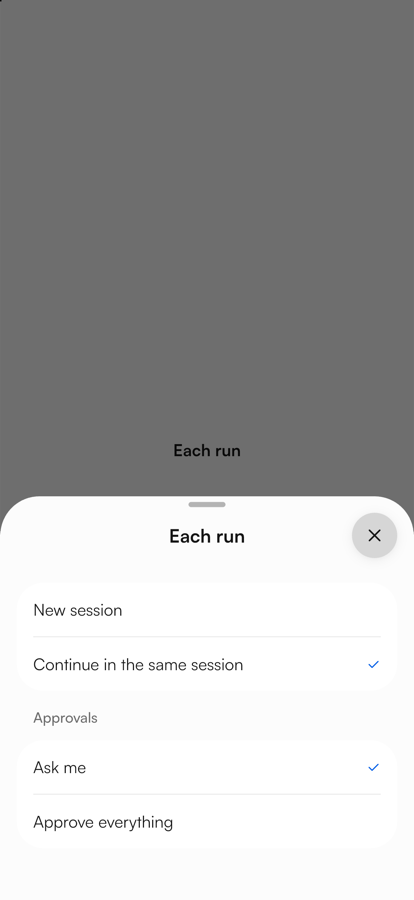 Each run
Each run
New session
Continue in the same session
Approvals
Ask me
Approve everything